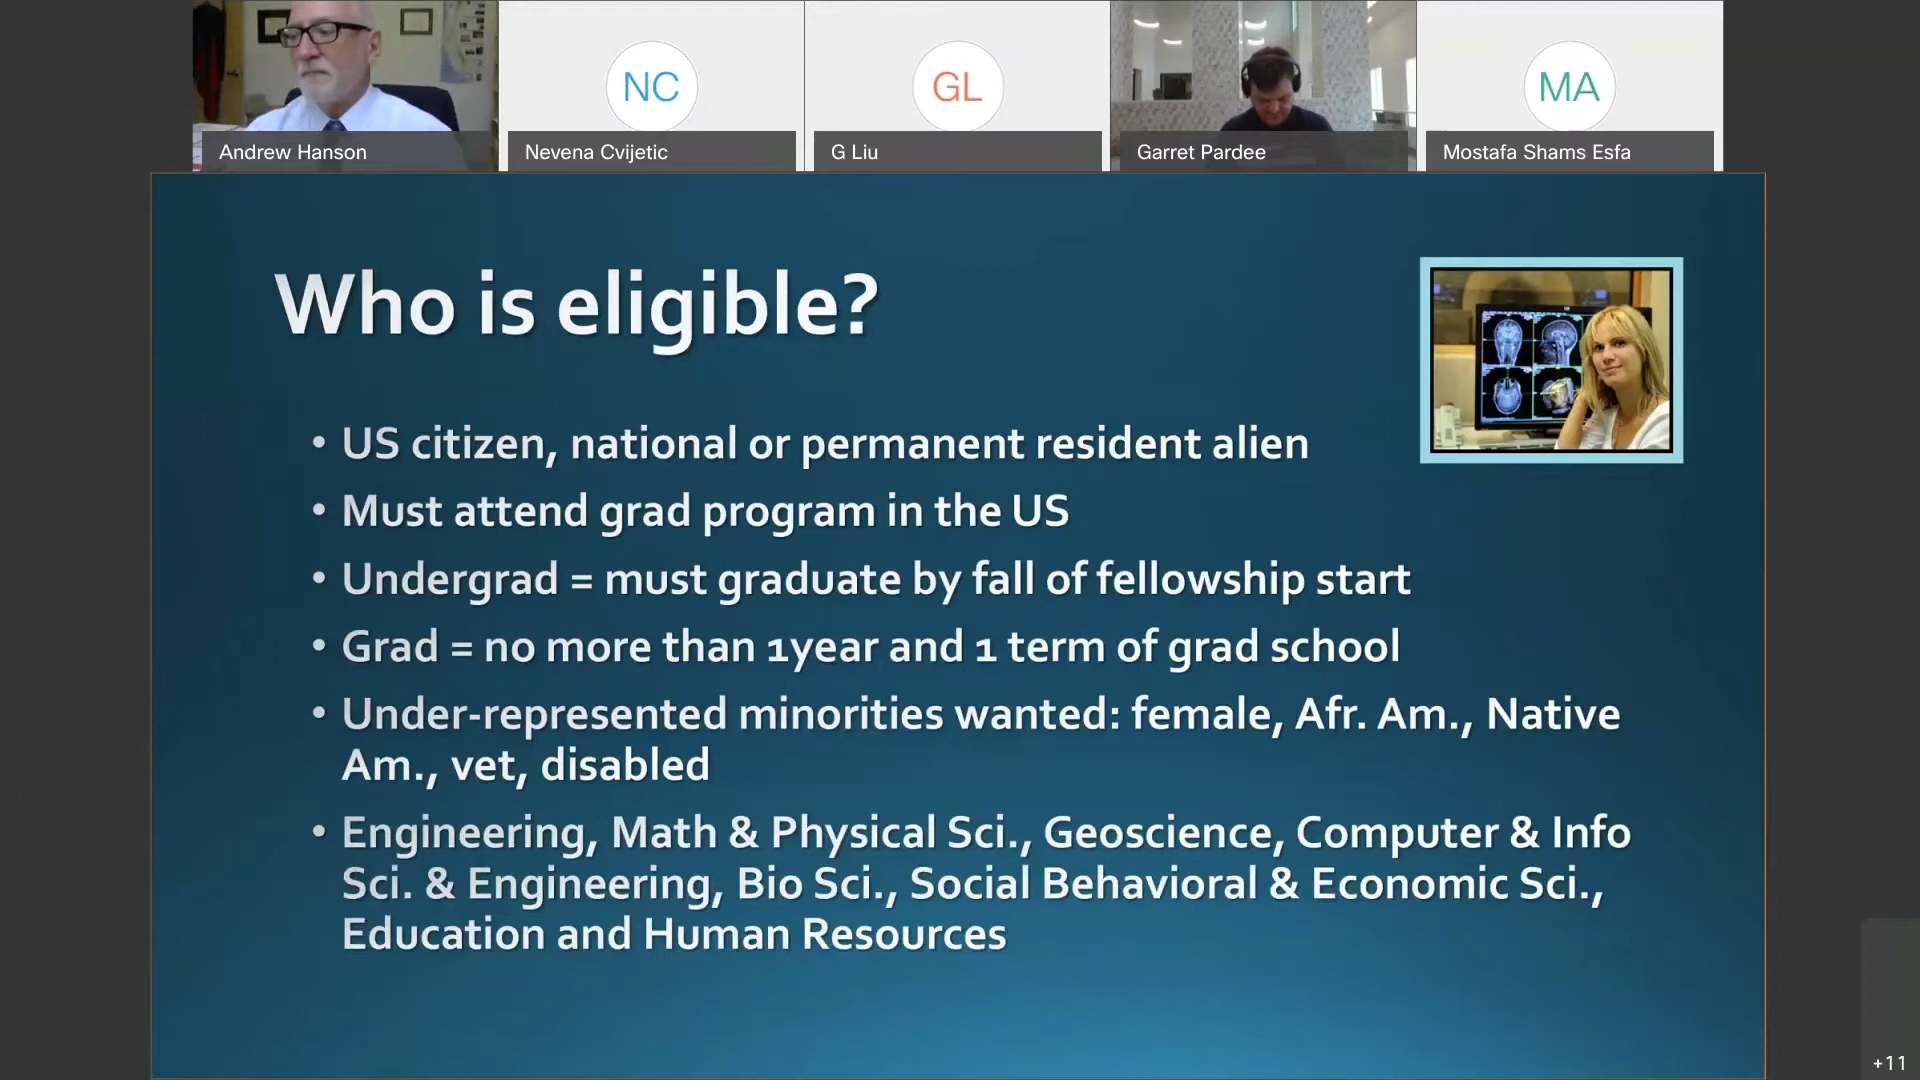 NC
GL
MA
Andrew Hanson
Nevena Cvijetic
G Liu
Garret Pardee
Mostafa Shams Esfa
Who is eligible?
• US citizen, national or permanent resident alien
• Must attend grad program in the US
• Undergrad = must graduate by fall of fellowship start
• Grad = no more than 1year and 1 term of grad school
• Under-represented minorities wanted: female, Afr. Am., Native
Am., vet, disabled
• Engineering, Math & Physical Sci., Geoscience, Computer & Info
Sci. & Engineering, Bio Sci., Social Behavioral & Economic Sci.,
Education and Human Resources
+11